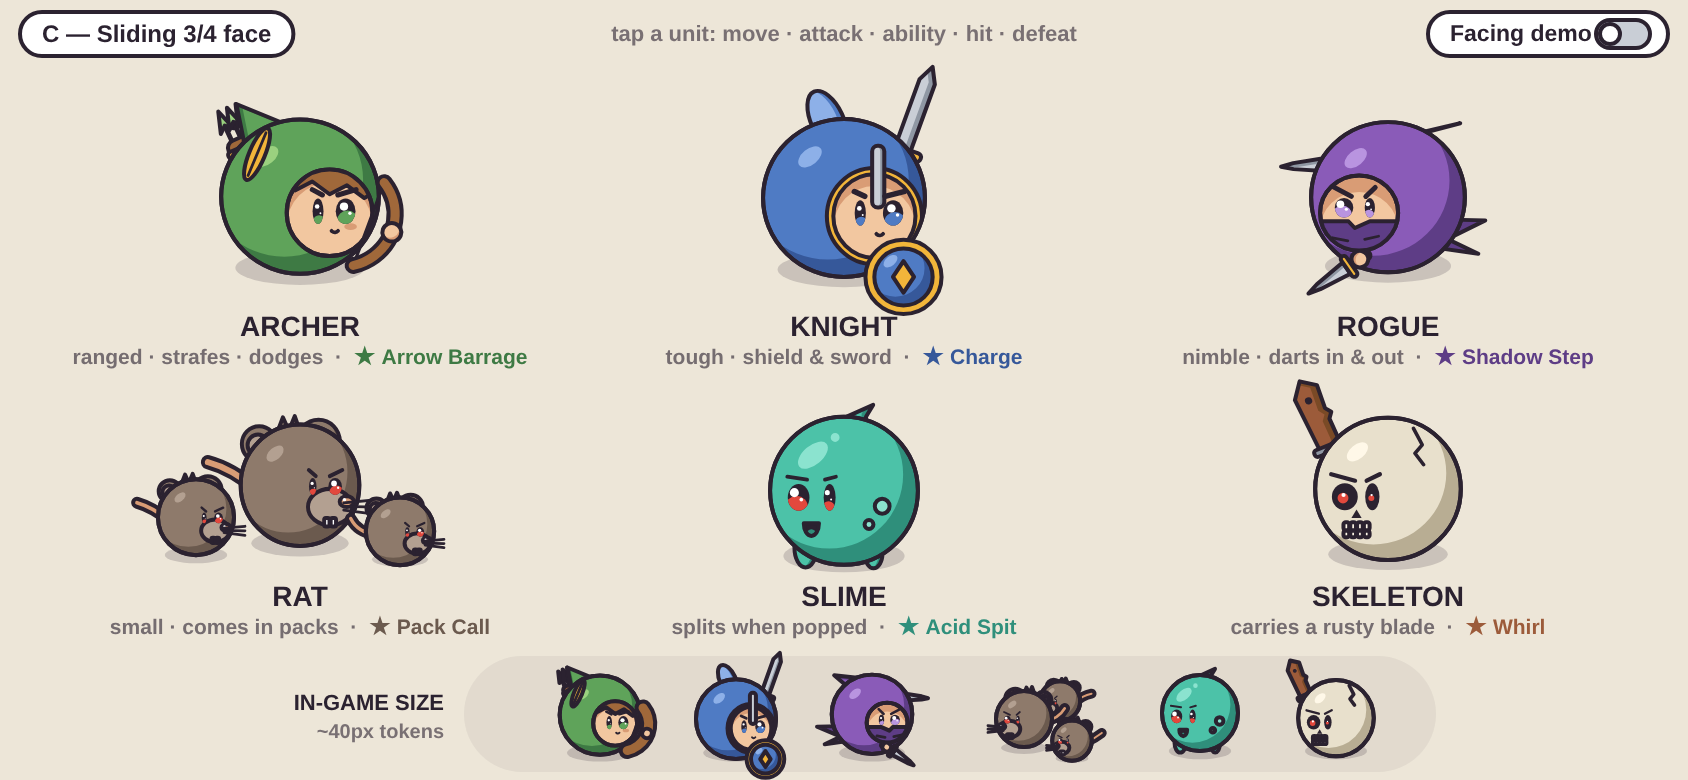 C — Sliding 3/4 face
tap a unit: move · attack · ability · hit · defeat
Facing demo
ARCHER
ranged · strafes · dodges · ★ Arrow Barrage
KNIGHT
tough · shield & sword · ★ Charge
ROGUE
nimble · darts in & out · ★ Shadow Step
RAT
small · comes in packs · ★ Pack Call
SLIME
splits when popped · ★ Acid Spit
SKELETON
carries a rusty blade · ★ Whirl
IN-GAME SIZE
~40px tokens